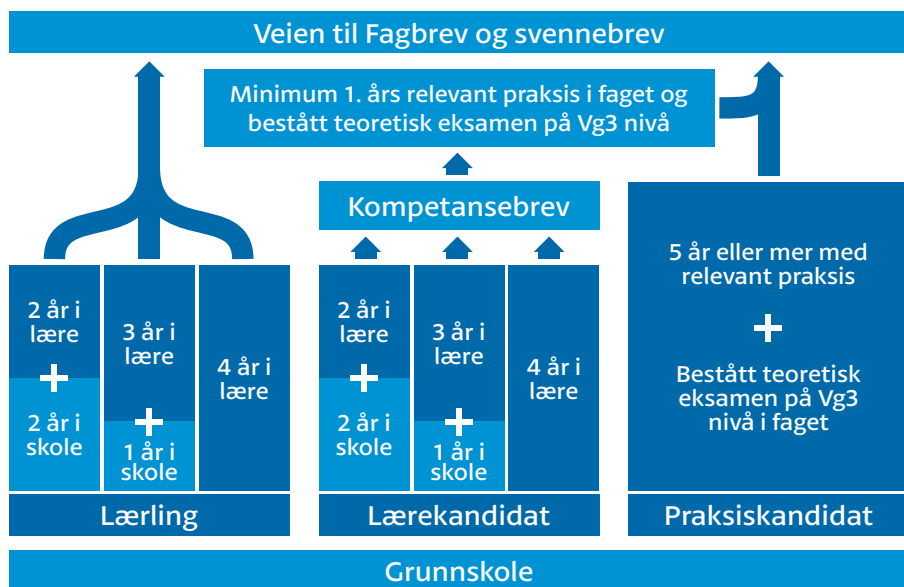 Veien til Fagbrev og svennebrev
Minimum 1. års relevant praksis i faget og
bestått teoretisk eksamen på Vg3 nivå
Kompetansebrev
2 år i
lære
+
2 år i
skole
3 år i
lære
+
1 år i
skole
4 år i
lære
Lærling
2 år i
lære
+
2 år i
skole
3 år i
lære
+
1 år i
skole
4 år i
lære
Lærekandidat
5 år eller mer med
relevant praksis
+
Bestått teoretisk
eksamen på Vg3
nivå i faget
Praksiskandidat
Grunnskole